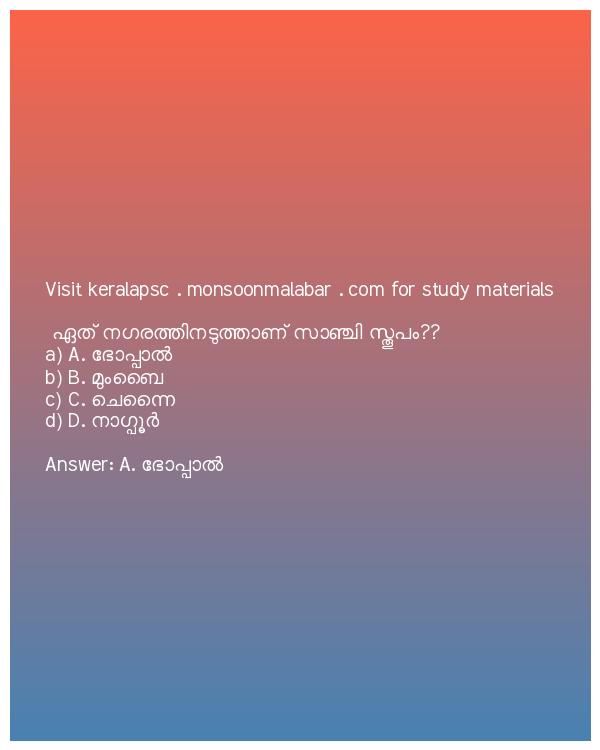 Visit keralapsc . monsoonmalabar . com for study materials
ഏത് നഗരത്തിനടുത്താണ് സാഞ്ചി സ്തൂപം??
a) A. ഭോപ്പാൽ
b) B. മുംബൈ
c) C. ചെന്നൈ
d) D. നാഗ്പൂർ
Answer: A. ഭോപ്പാൽ